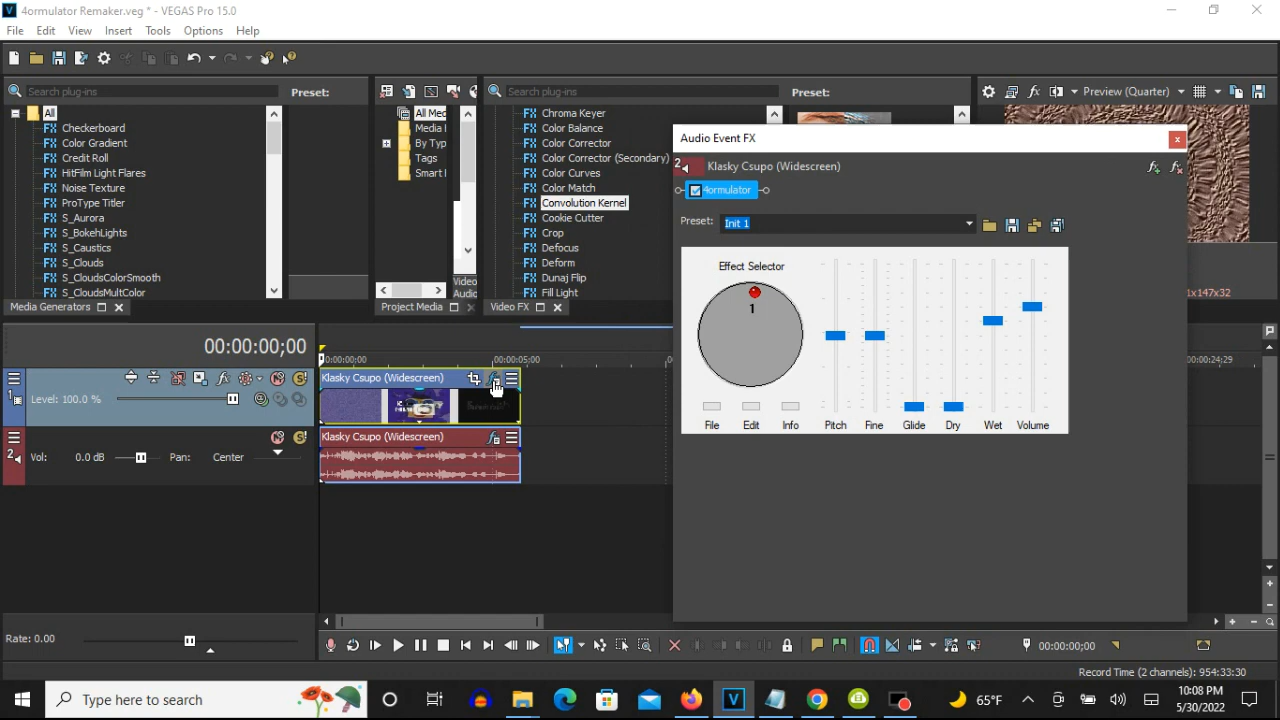 4ormulator Remaker.veg * - VEGAS Pro 15.0
File Edit View Insert Tools Options Help
Search plug-ins Preset:
All
Checkerboard
Color Gradient
Credit Roll
HitFilm Light Flares
Noise Texture
ProType Titler
S_Aurora
S_BokehLights
S_Caustics
S_Clouds
S_CloudsColorSmooth
S_CloudsMultColor
Media Generators
All Med
Media
By Typ
Tags
Smart
Video
Audio
Project Media
Search plug-ins Preset:
Chroma Keyer
Color Balance
Color Corrector
Color Corrector (Secondary)
Color Curves
Color Match
Convolution Kernel
Cookie Cutter
Crop
Defocus
Deform
Dunaj Flip
Fill Light
Video FX
Preview (Quarter)
1x147x32
Audio Event FX
2 Klasky Csupo (Widescreen)
4ormulator
Preset: Init 1
Effect Selector
1
File Edit Info Pitch Fine Glide Dry Wet Volume
00:00:00;00
00:00:00;00 00:00:05;00 00:00:24;29
Klasky Csupo (Widescreen)
1 Level: 100.0 %
Klasky Csupo (Widescreen)
2 Vol: 0.0 dB Pan: Center
Rate: 0.00
00:00:00;00
Record Time (2 channels): 954:33:30
Type here to search
65°F
10:08 PM
5/30/2022